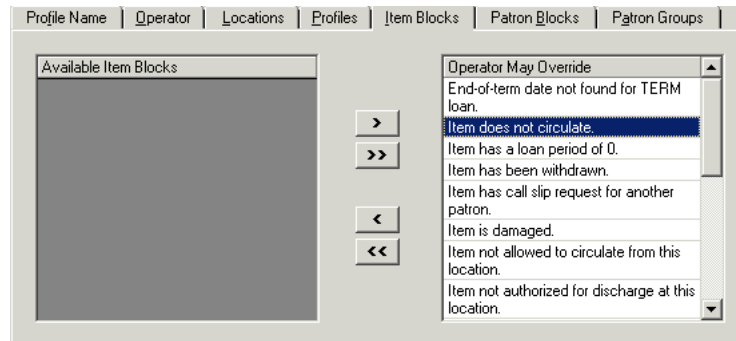 Profile Name Operator Locations Profiles Item Blocks Patron Blocks Patron Groups
Available Item Blocks
>
>>
<
<<
Operator May Override
End-of-term date not found for TERM
loan.
Item does not circulate.
Item has a loan period of 0.
Item has been withdrawn.
Item has call slip request for another
patron.
Item is damaged.
Item not allowed to circulate from this
location.
Item not authorized for discharge at this
location.